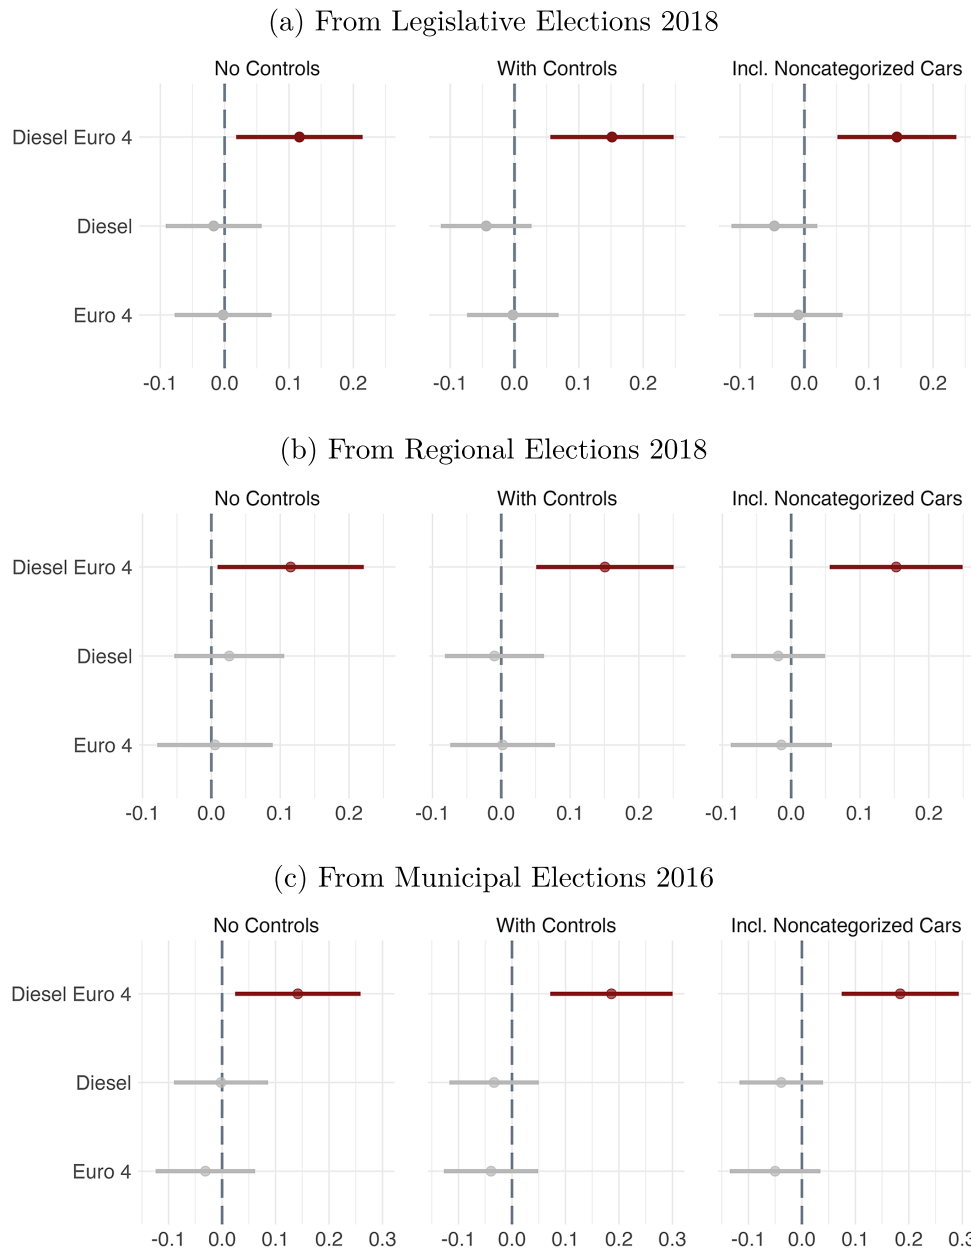 (a) From Legislative Elections 2018
No Controls With Controls Incl. Noncategorized Cars
Diesel Euro 4
Diesel
Euro 4
-0.1 0.0 0.1 0.2 -0.1 0.0 0.1 0.2 -0.1 0.0 0.1 0.2
(b) From Regional Elections 2018
No Controls With Controls Incl. Noncategorized Cars
Diesel Euro 4
Diesel
Euro 4
-0.1 0.0 0.1 0.2 -0.1 0.0 0.1 0.2 -0.1 0.0 0.1 0.2
(c) From Municipal Elections 2016
No Controls With Controls Incl. Noncategorized Cars
Diesel Euro 4
Diesel
Euro 4
-0.1 0.0 0.1 0.2 0.3 -0.1 0.0 0.1 0.2 0.3 -0.1 0.0 0.1 0.2 0.3